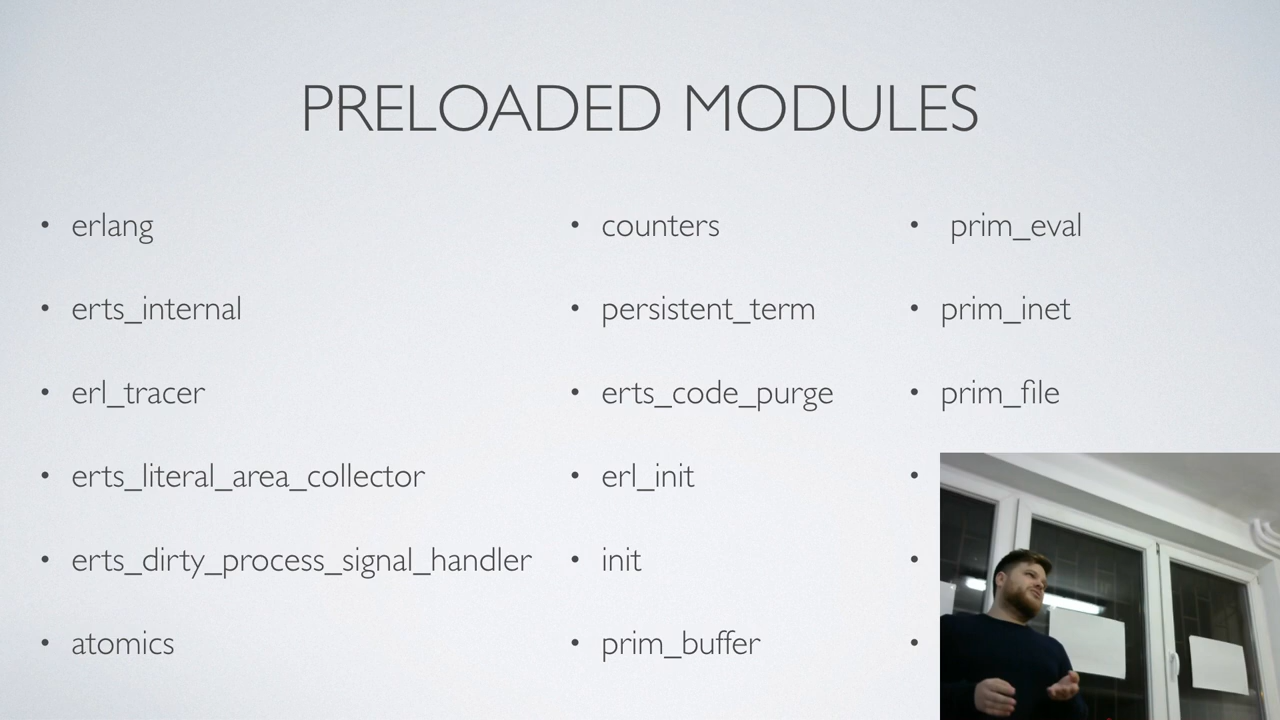 PRELOADED MODULES
• erlang
• erts_internal
• erl_tracer
• erts_literal_area_collector
• erts_dirty_process_signal_handler
• atomics
• counters
• persistent_term
• erts_code_purge
• erl_init
• init
• prim_buffer
• prim_eval
• prim_inet
• prim_file
•
•
•